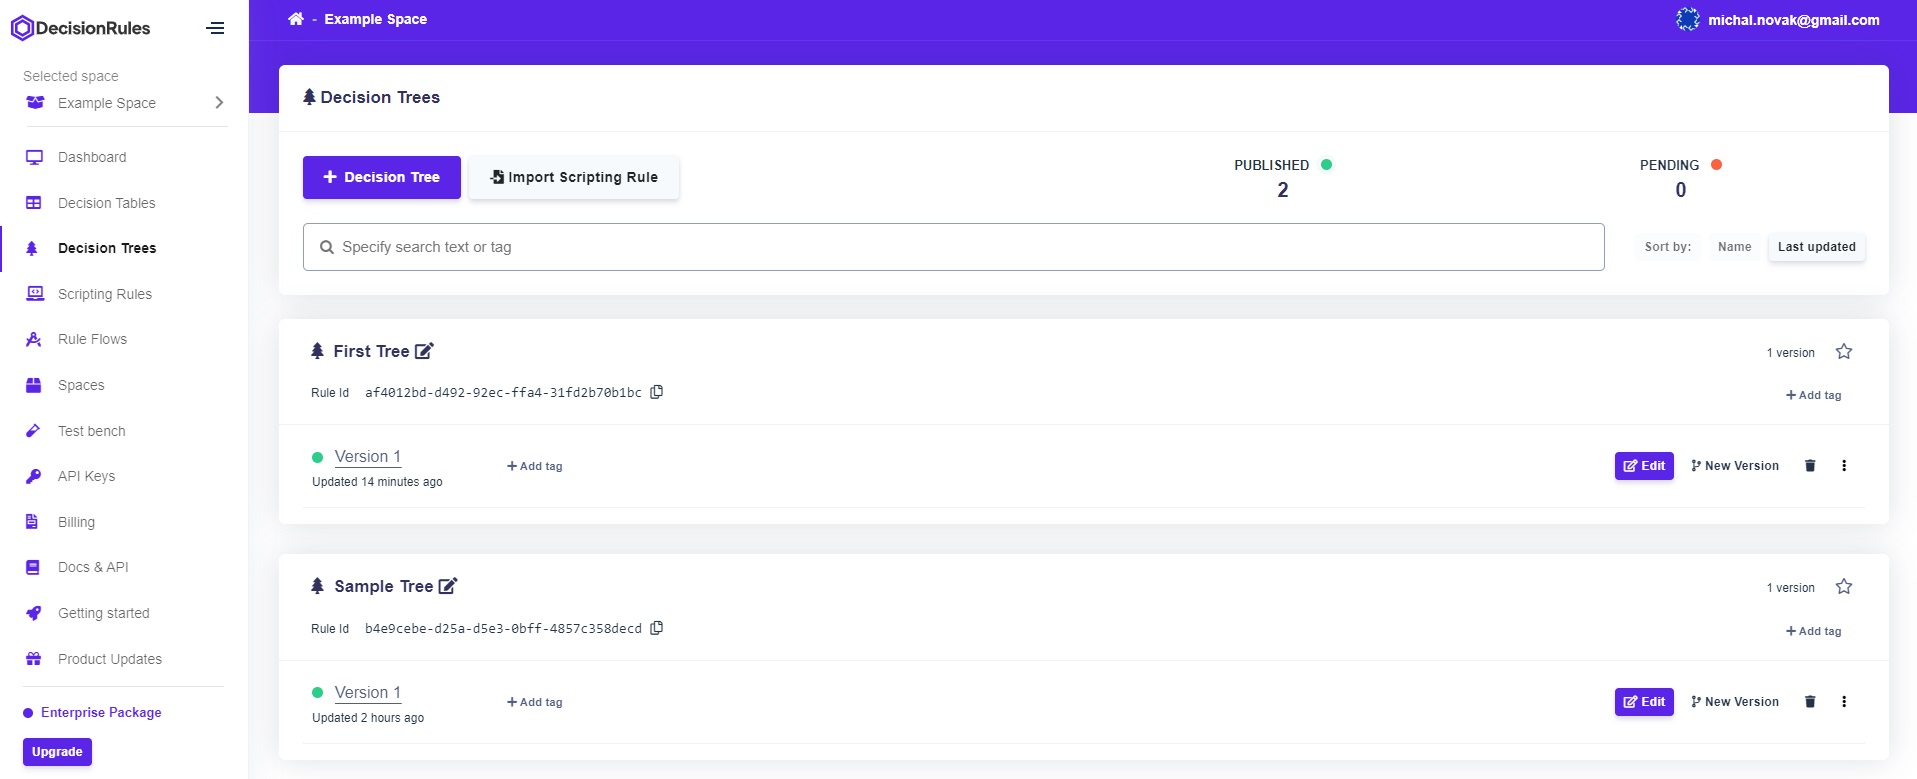 DecisionRules
Selected space
Example Space
Dashboard
Decision Tables
Decision Trees
Scripting Rules
Rule Flows
Spaces
Test bench
API Keys
Billing
Docs & API
Getting started
Product Updates
Enterprise Package
Upgrade
- Example Space
michal.novak@gmail.com
Decision Trees
+ Decision Tree
Import Scripting Rule
PUBLISHED
2
PENDING
0
Specify search text or tag
Sort by: Name Last updated
First Tree
1 version
Rule Id af4012bd-d492-92ec-ffa4-31fd2b70b1bc
+ Add tag
Version 1
Updated 14 minutes ago
+ Add tag
Edit New Version
Sample Tree
1 version
Rule Id b4e9cebe-d25a-d5e3-0bff-4857c358decd
+ Add tag
Version 1
Updated 2 hours ago
+ Add tag
Edit New Version